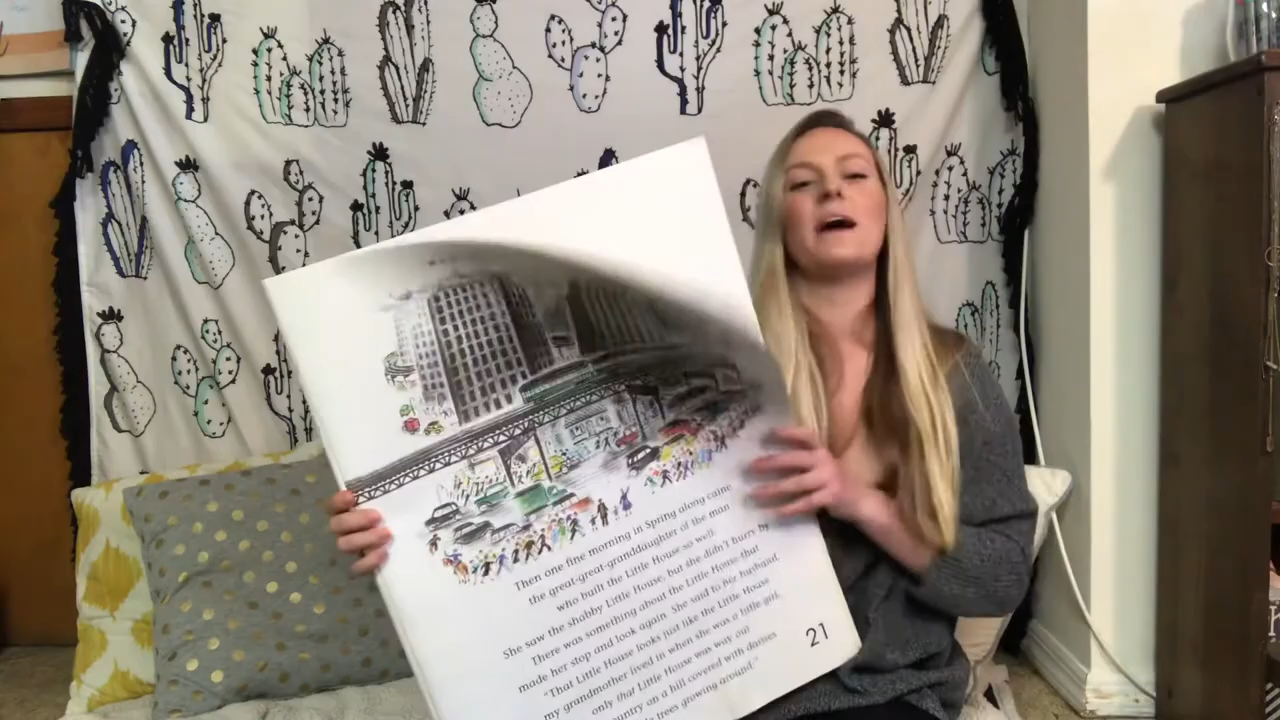 Then one fine morning in Spring along came
the great-great-granddaughter of the man
who built the Little House so well.
She saw the shabby Little House, but she didn't hurry by
There was something about the Little House that
made her stop and look again. She said to her husband,
"That Little House looks just like the Little House
my grandmother lived in when she was a little girl,
only that Little House was way out
country on a hill covered with daisies
trees growing around."
21